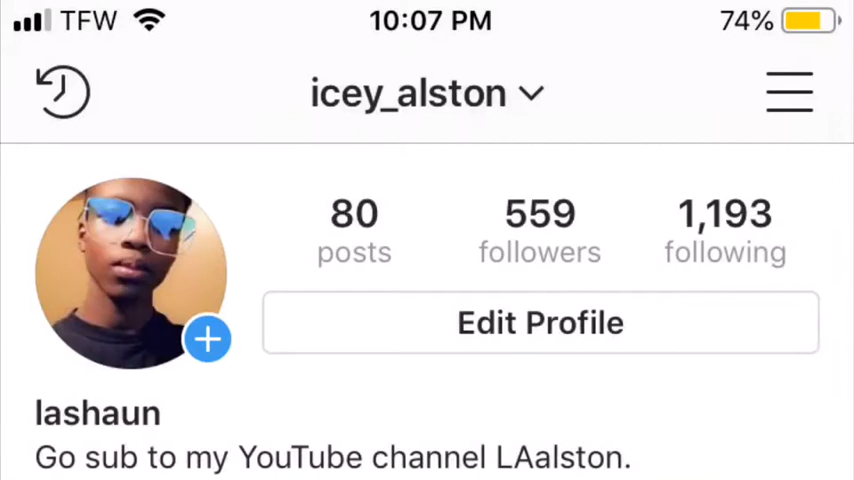 TFW 10:07 PM 74%
icey_alston
80 559 1,193
posts followers following
Edit Profile
lashaun
Go sub to my YouTube channel LAalston.